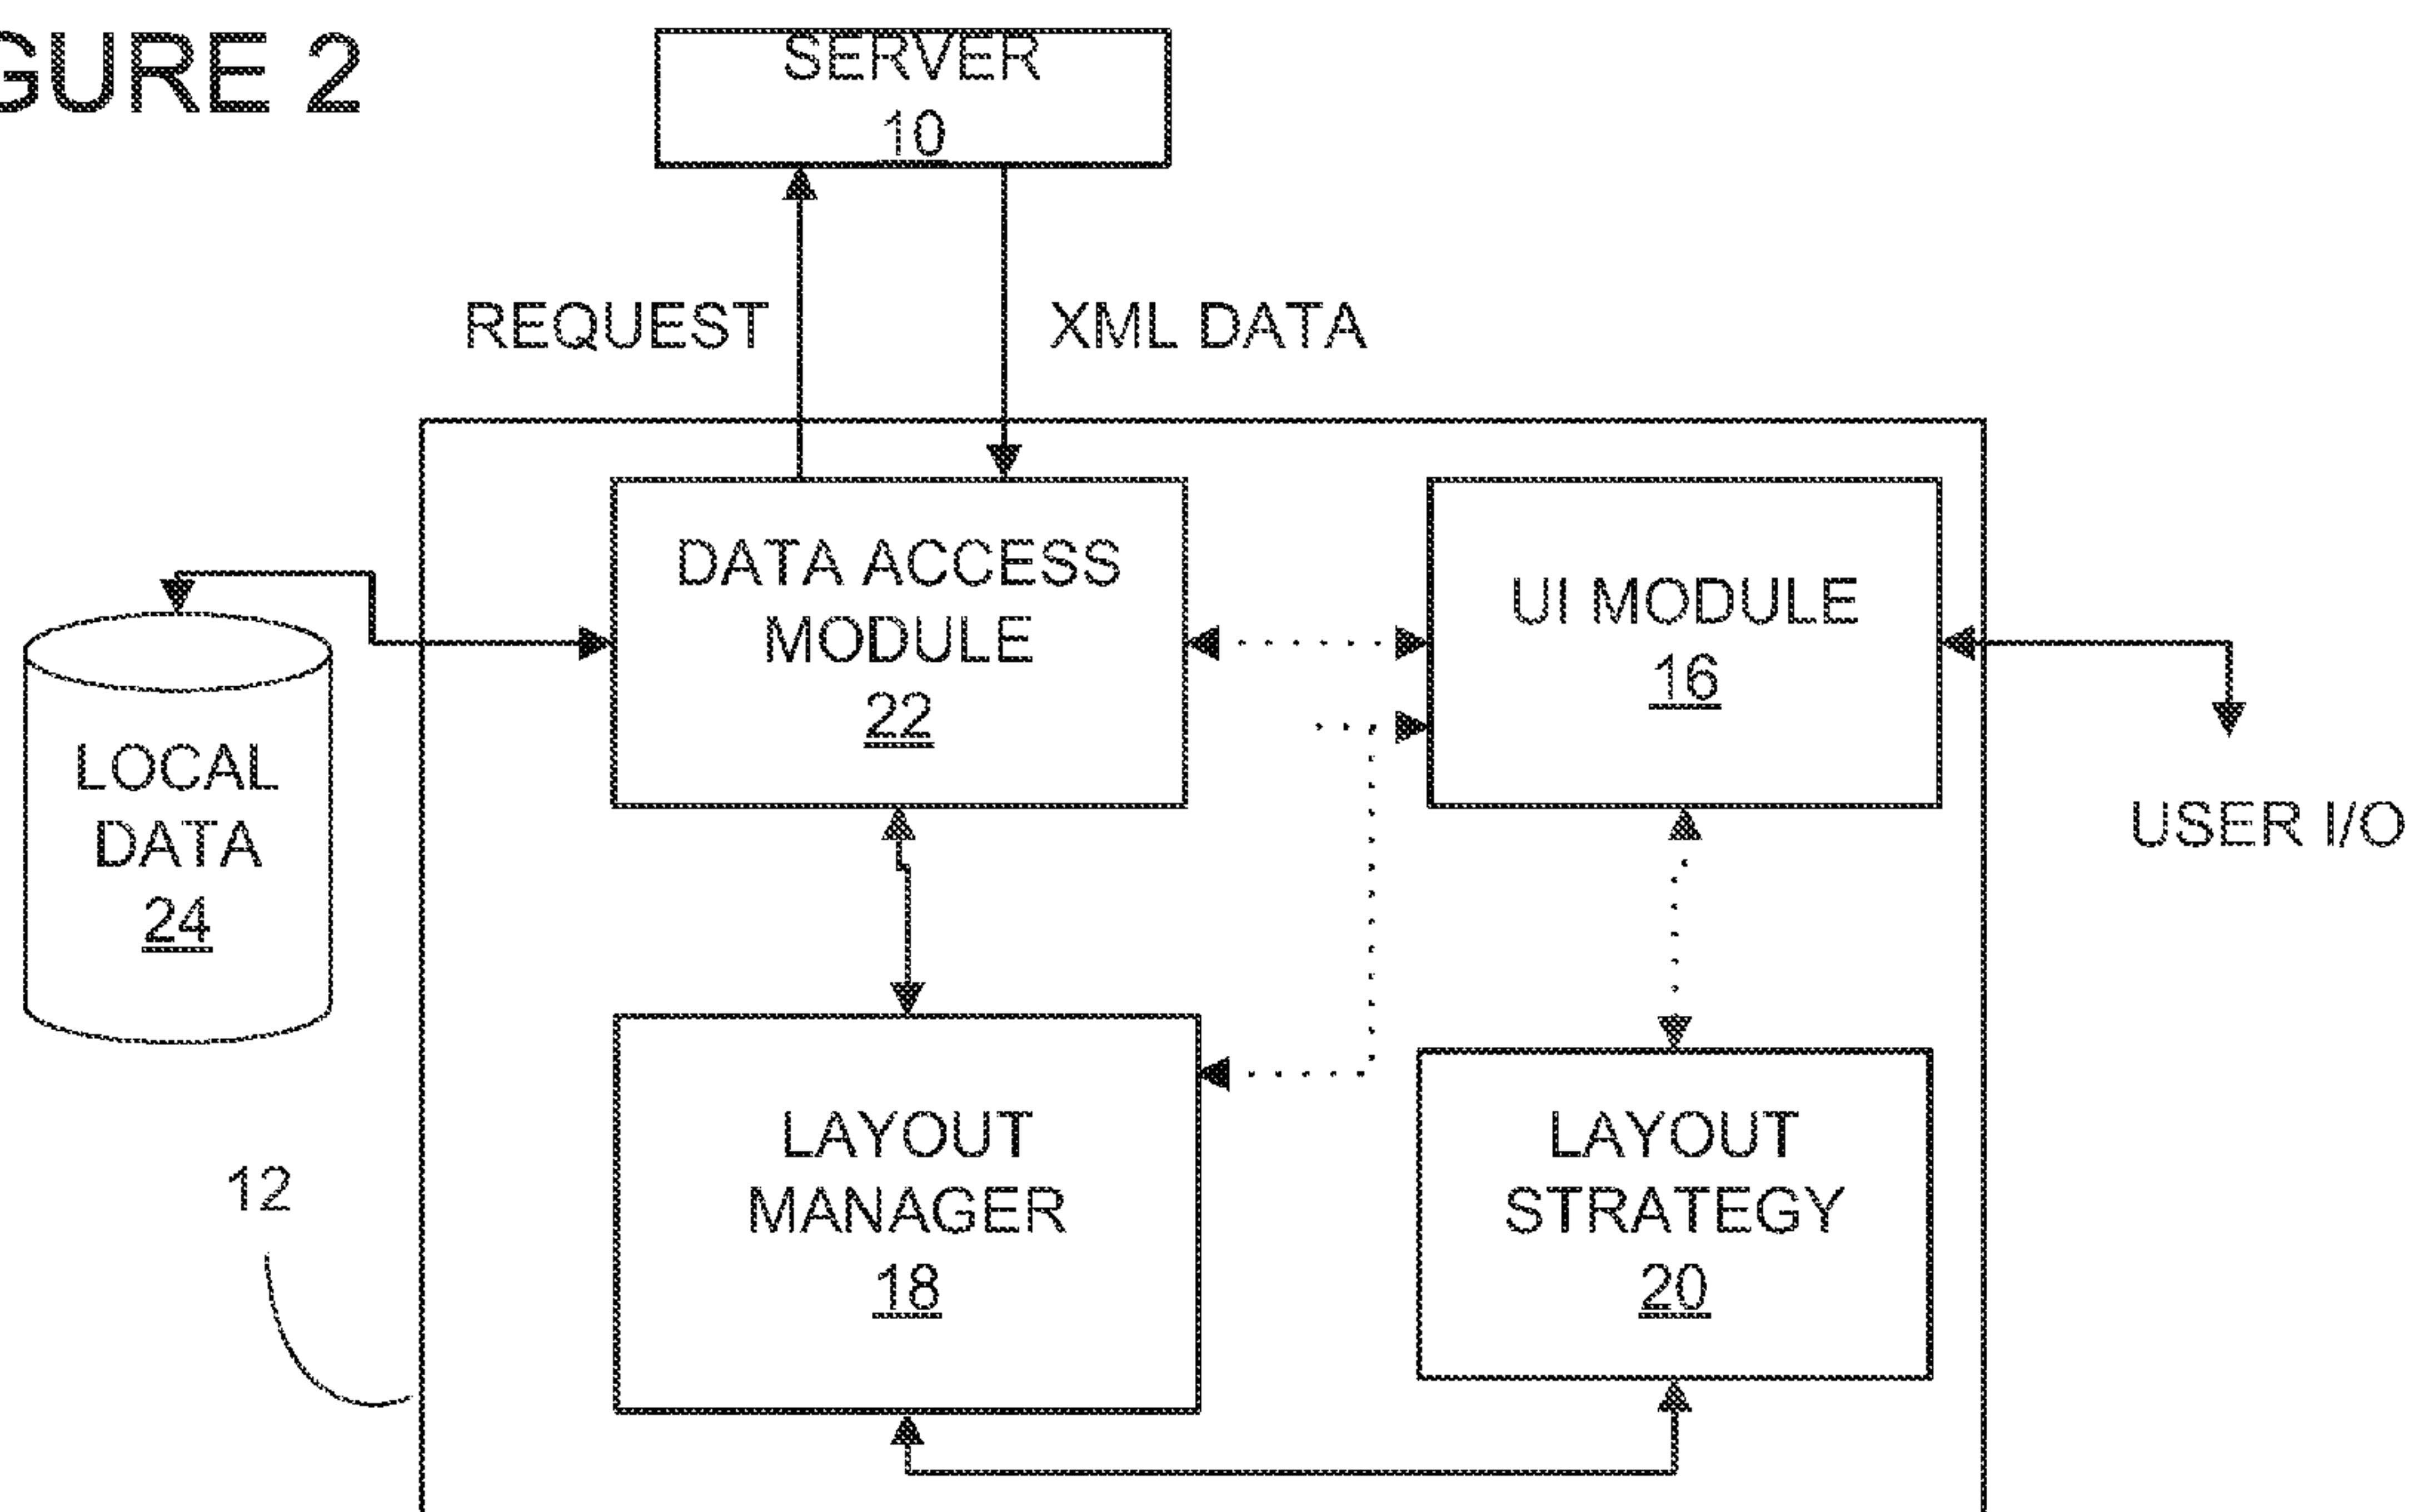 GURE 2
SERVER
10
REQUEST
XML DATA
DATA ACCESS
MODULE
22
UI MODULE
16
LOCAL
DATA
24
USER I/O
LAYOUT
MANAGER
18
LAYOUT
STRATEGY
20
12